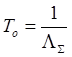 T_o = 1 / Λ_Σ